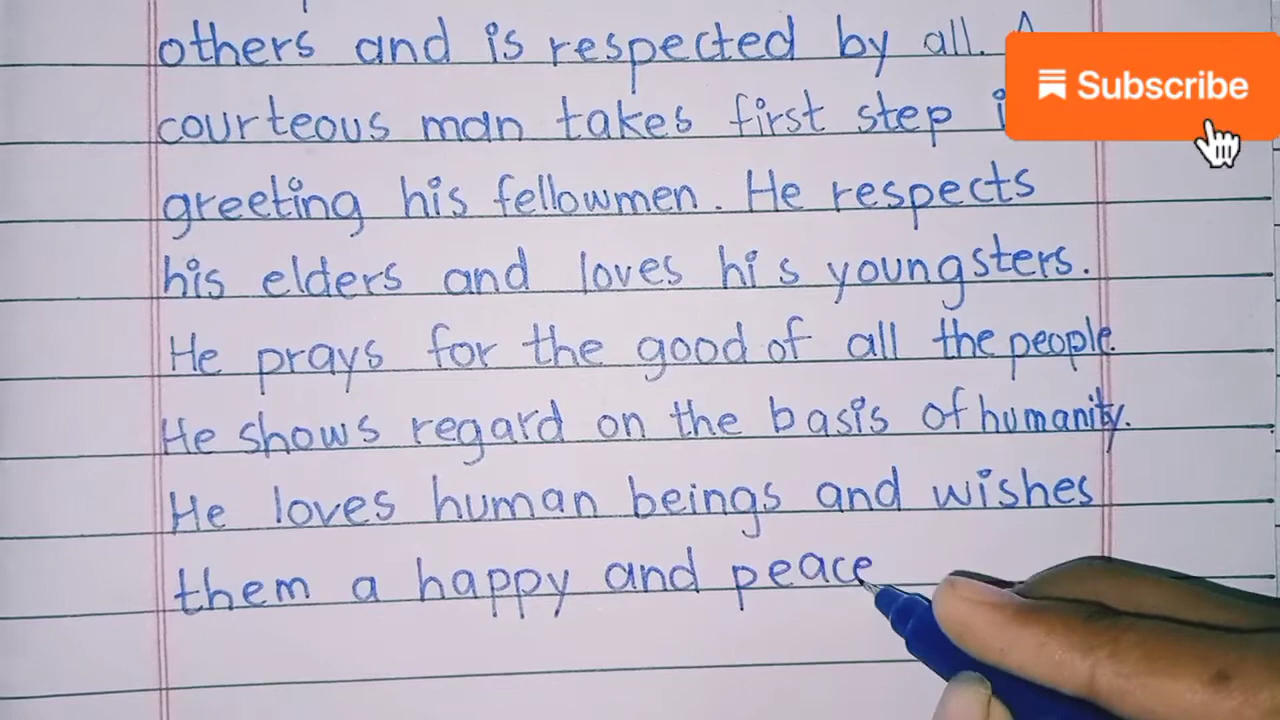 others and is respected by all. A
Subscribe
courteous man takes first step
greeting his fellowmen. He respects
his elders and loves his youngsters.
He prays for the good of all the people.
He shows regard on the basis of humanity.
He loves human beings and wishes
them a happy and peace